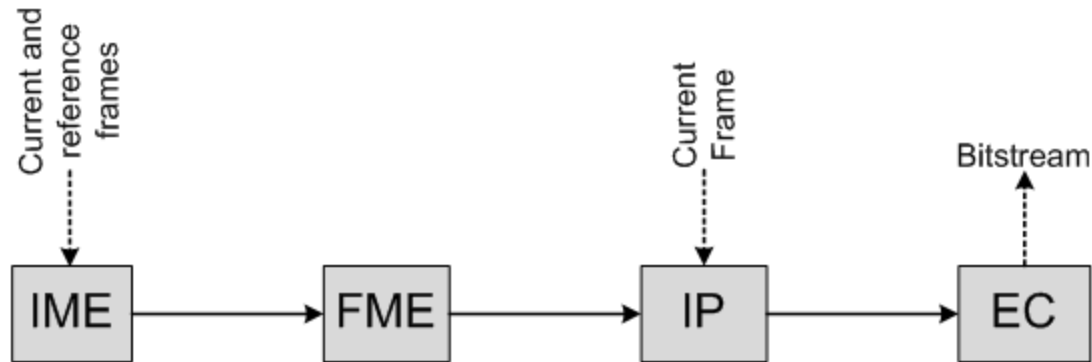 Current and
reference
frames
Current
Frame
Bitstream
IME
FME
IP
EC